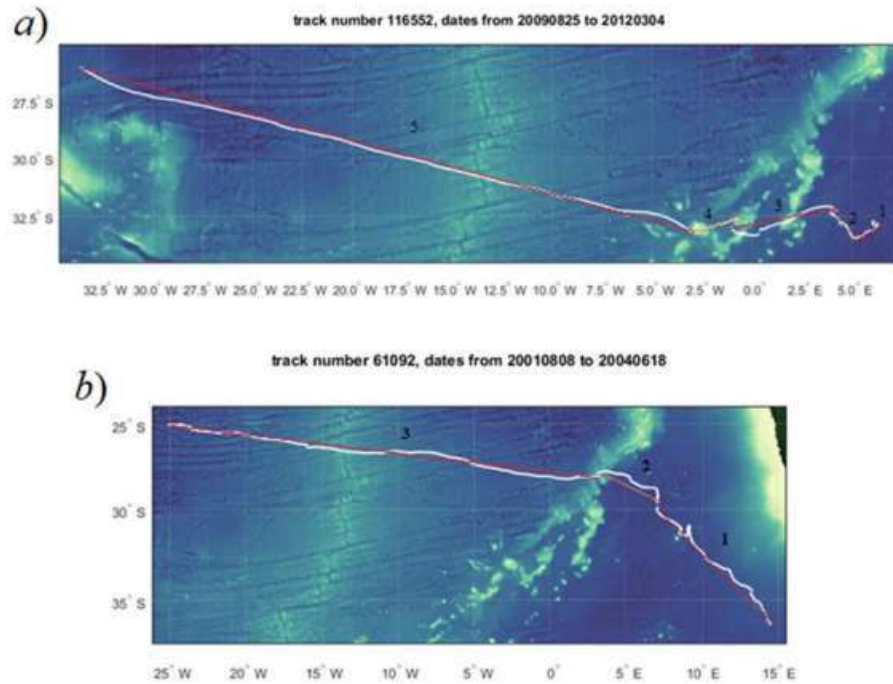 a)
track number 116552, dates from 20090825 to 20120304
27.5° S
30.0° S
32.5° S
5
4
3
2
1
32.5° W 30.0° W 27.5° W 25.0° W 22.5° W 20.0° W 17.5° W 15.0° W 12.5° W 10.0° W 7.5° W 5.0° W 2.5° W 0.0° 2.5° E 5.0° E
b)
track number 61092, dates from 20010808 to 20040618
25° S
30° S
35° S
3
2
1
25° W 20° W 15° W 10° W 5° W 0° 5° E 10° E 15° E